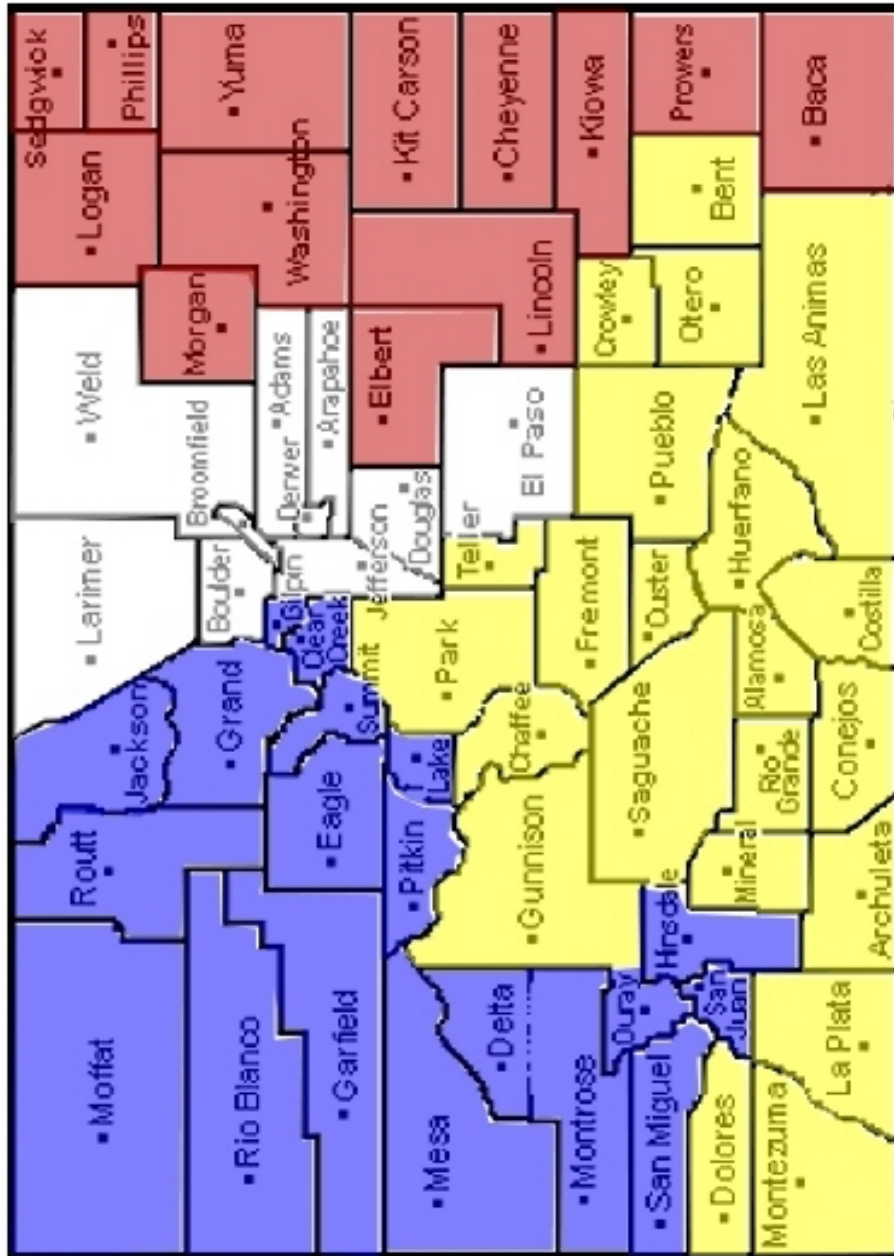 Moffat
Routt
Jackson
Larimer
Weld
Logan
Sedgwick
Phillips
Rio Blanco
Grand
Boulder
Broomfield
Morgan
Washington
Yuma
Garfield
Eagle
Summit
Clear
Creek
Gilpin
Jefferson
Denver
Adams
Arapahoe
Mesa
Pitkin
Lake
Park
Douglas
Elbert
Kit Carson
Delta
Gunnison
Chaffee
Teller
El Paso
Lincoln
Cheyenne
Montrose
Ouray
Saguache
Fremont
Custer
Pueblo
Crowley
Kiowa
San Miguel
Hinsdale
Otero
Bent
Prowers
Dolores
San
Juan
Mineral
Rio
Grande
Alamosa
Huerfano
Montezuma
La Plata
Archuleta
Conejos
Costilla
Las Animas
Baca